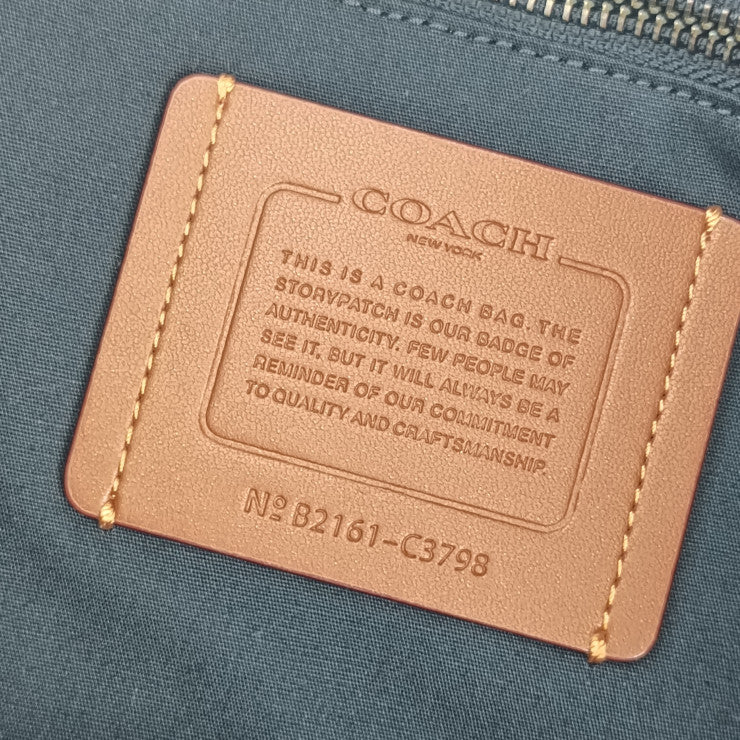 COACH
NEW YORK
THIS IS A COACH BAG. THE
STORYPATCH IS OUR BADGE OF
AUTHENTICITY. FEW PEOPLE MAY
SEE IT, BUT IT WILL ALWAYS BE A
REMINDER OF OUR COMMITMENT
TO QUALITY AND CRAFTSMANSHIP.
Nº B2161-C3798